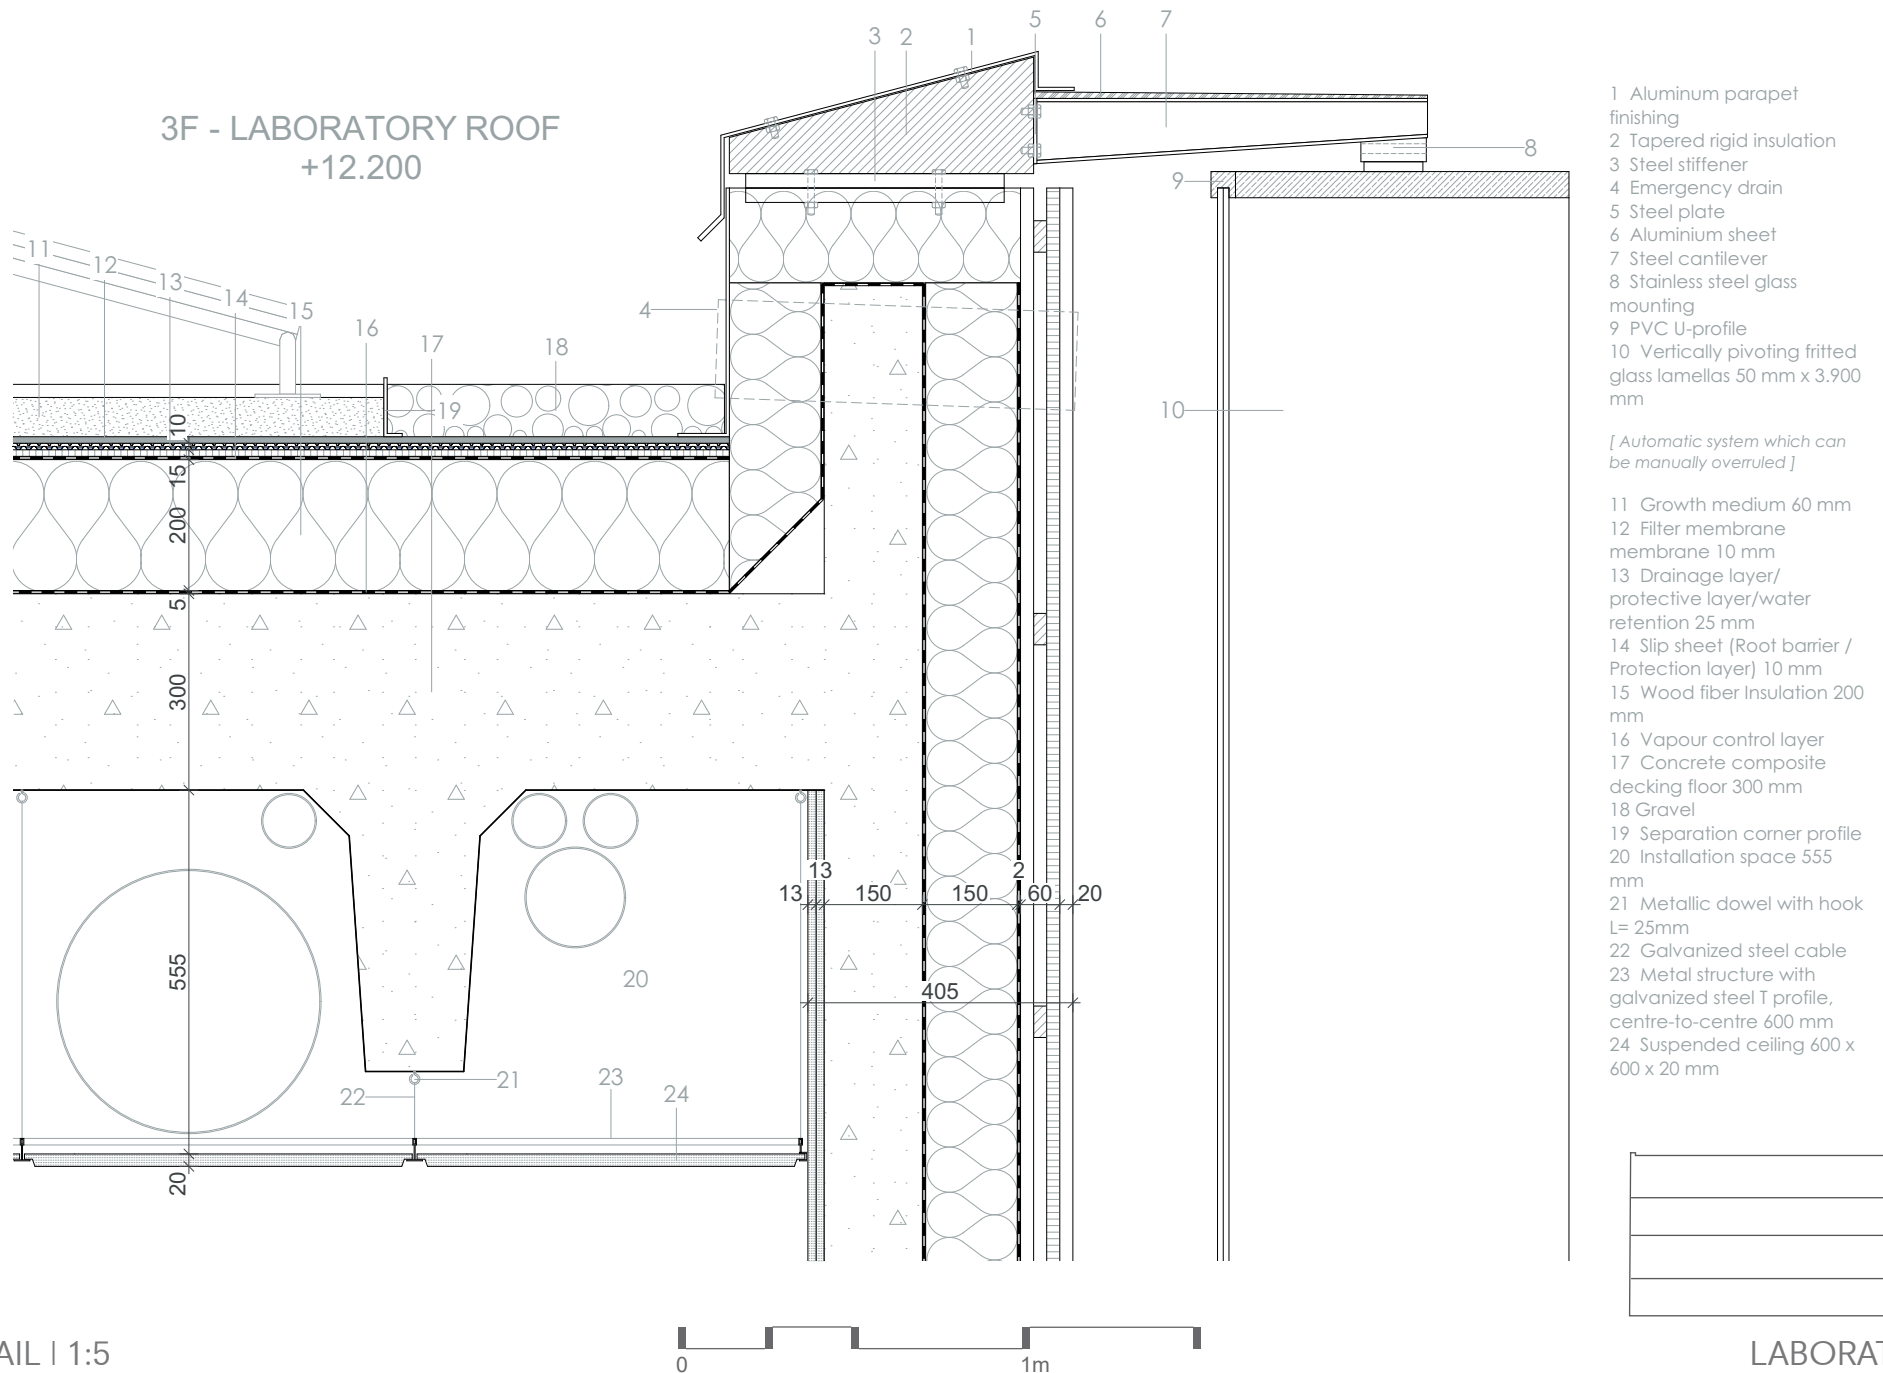 5 6 7
3 2 1
3F - LABORATORY ROOF
+12.200
8
9
11
12
13
14
15
4
16
17
18
19
10
10
15
200
5
300
13
2
13 150 150 60 20
555
20
405
21
23
22
24
20
1 Aluminum parapet
finishing
2 Tapered rigid insulation
3 Steel stiffener
4 Emergency drain
5 Steel plate
6 Aluminium sheet
7 Steel cantilever
8 Stainless steel glass
mounting
9 PVC U-profile
10 Vertically pivoting fritted
glass lamellas 50 mm x 3.900
mm
[ Automatic system which can
be manually overruled ]
11 Growth medium 60 mm
12 Filter membrane
membrane 10 mm
13 Drainage layer/
protective layer/water
retention 25 mm
14 Slip sheet (Root barrier /
Protection layer) 10 mm
15 Wood fiber Insulation 200
mm
16 Vapour control layer
17 Concrete composite
decking floor 300 mm
18 Gravel
19 Separation corner profile
20 Installation space 555
mm
21 Metallic dowel with hook
L= 25mm
22 Galvanized steel cable
23 Metal structure with
galvanized steel T profile,
centre-to-centre 600 mm
24 Suspended ceiling 600 x
600 x 20 mm
AIL | 1:5
0 1m
LABORAT